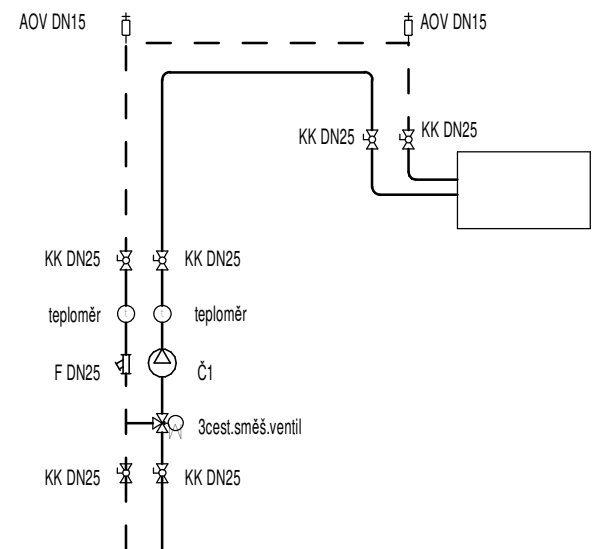 AOV DN15
AOV DN15
KK DN25
KK DN25
KK DN25
KK DN25
teploměr
teploměr
F DN25
Č1
3cest.směš.ventil
KK DN25
KK DN25